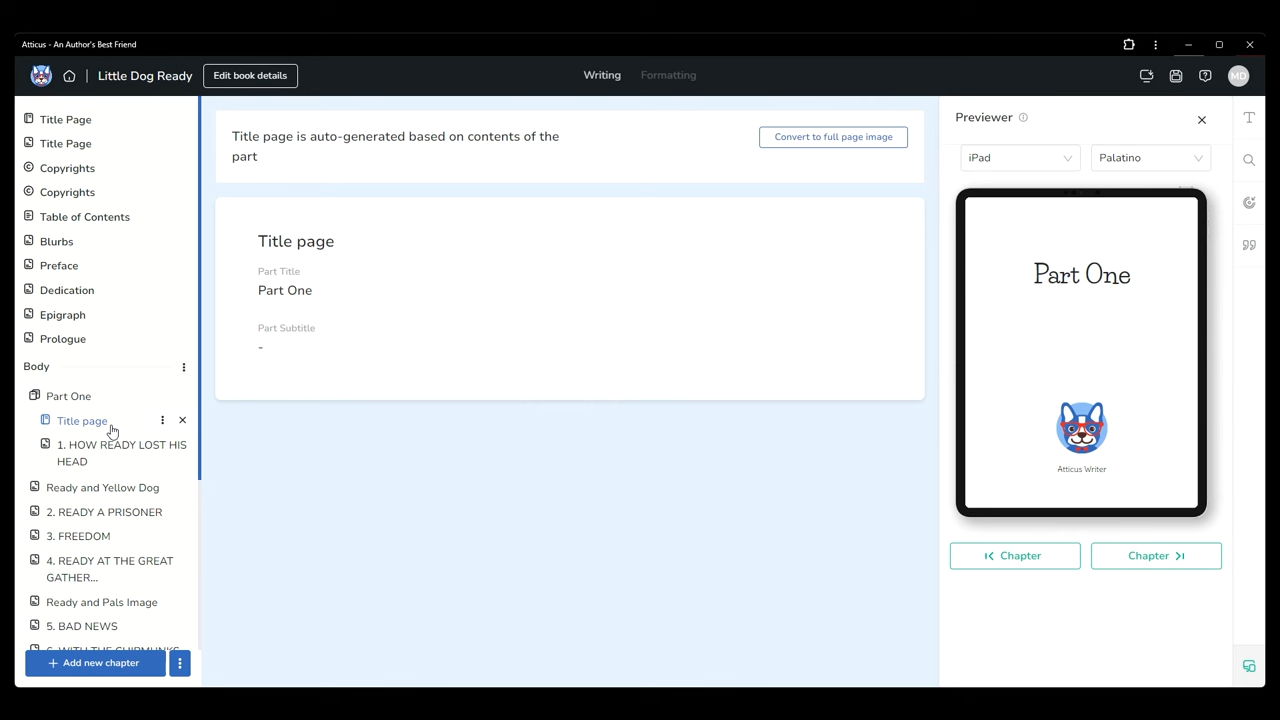 Atticus - An Author's Best Friend
Little Dog Ready
Edit book details
Writing
Formatting
MD
Title Page
Title Page
Copyrights
Copyrights
Table of Contents
Blurbs
Preface
Dedication
Epigraph
Prologue
Body
Part One
Title page
1. HOW READY LOST HIS
HEAD
Ready and Yellow Dog
2. READY A PRISONER
3. FREEDOM
4. READY AT THE GREAT
GATHER...
Ready and Pals Image
5. BAD NEWS
6. WITH THE CHIPMUNKS
+ Add new chapter
Title page is auto-generated based on contents of the
part
Convert to full page image
Title page
Part Title
Part One
Part Subtitle
-
Previewer
iPad
Palatino
Part One
Atticus Writer
Chapter
Chapter